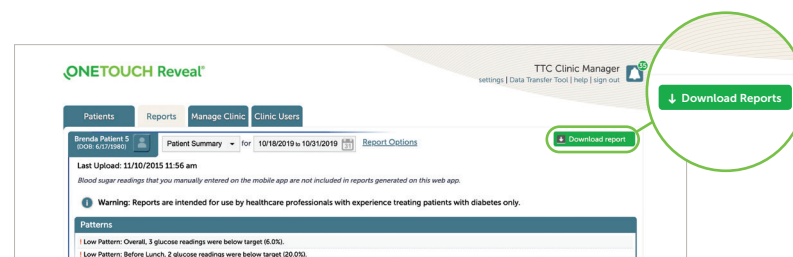 ONETOUCH Reveal®
TTC Clinic Manager
settings | Data Transfer Tool | help | sign out
↓ Download Reports
Patients Reports Manage Clinic Clinic Users
Brenda Patient 5
(DOB: 6/17/1980)
Patient Summary for 10/18/2019 to 10/31/2019 Report Options
Download report
Last Upload: 11/10/2015 11:56 am
Blood sugar readings that you manually entered on the mobile app are not included in reports generated on this web app.
Warning: Reports are intended for use by healthcare professionals with experience treating patients with diabetes only.
Patterns
! Low Pattern: Overall, 3 glucose readings were below target (6.0%).
! Low Pattern: Before Lunch, 2 glucose readings were below target (20.0%).